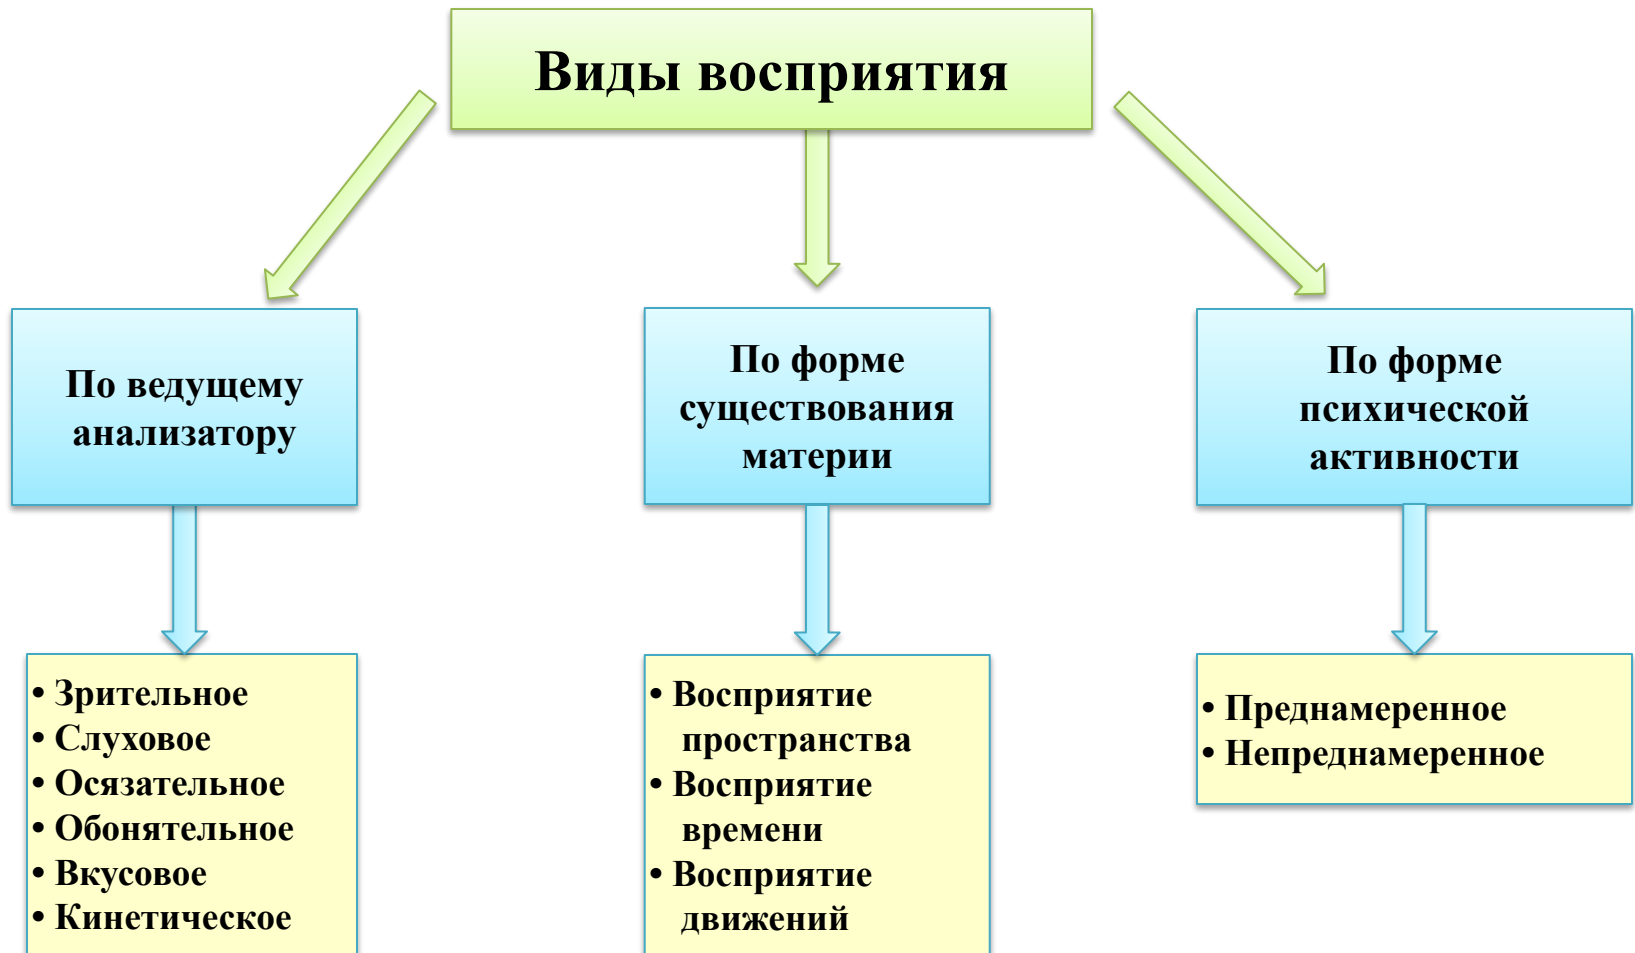 Виды восприятия
По ведущему
анализатору
По форме
существования
материи
По форме
психической
активности
• Зрительное
• Слуховое
• Осязательное
• Обонятельное
• Вкусовое
• Кинетическое
• Восприятие
пространства
• Восприятие
времени
• Восприятие
движений
• Преднамеренное
• Непреднамеренное